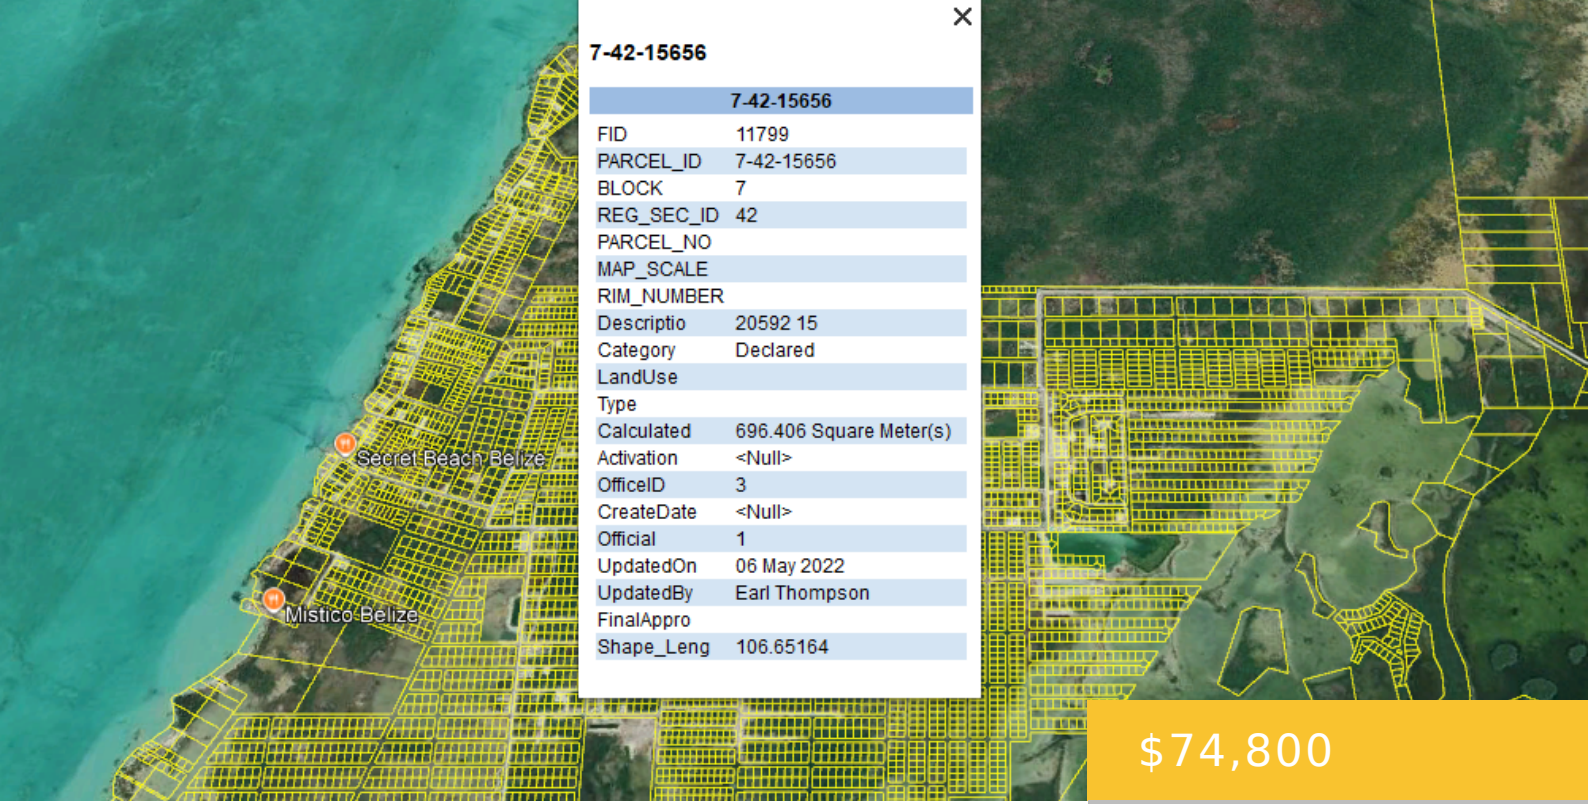 7-42-15656
7-42-15656
FID 11799
PARCEL_ID 7-42-15656
BLOCK 7
REG_SEC_ID 42
PARCEL_NO
MAP_SCALE
RIM_NUMBER
Descriptio 20592 15
Category Declared
LandUse
Type
Calculated 696.406 Square Meter(s)
Activation <Null>
OfficeID 3
CreateDate <Null>
Official 1
UpdatedOn 06 May 2022
UpdatedBy Earl Thompson
FinalAppro
Shape_Leng 106.65164
Secret Beach Belize
Mistico Belize
$74,800